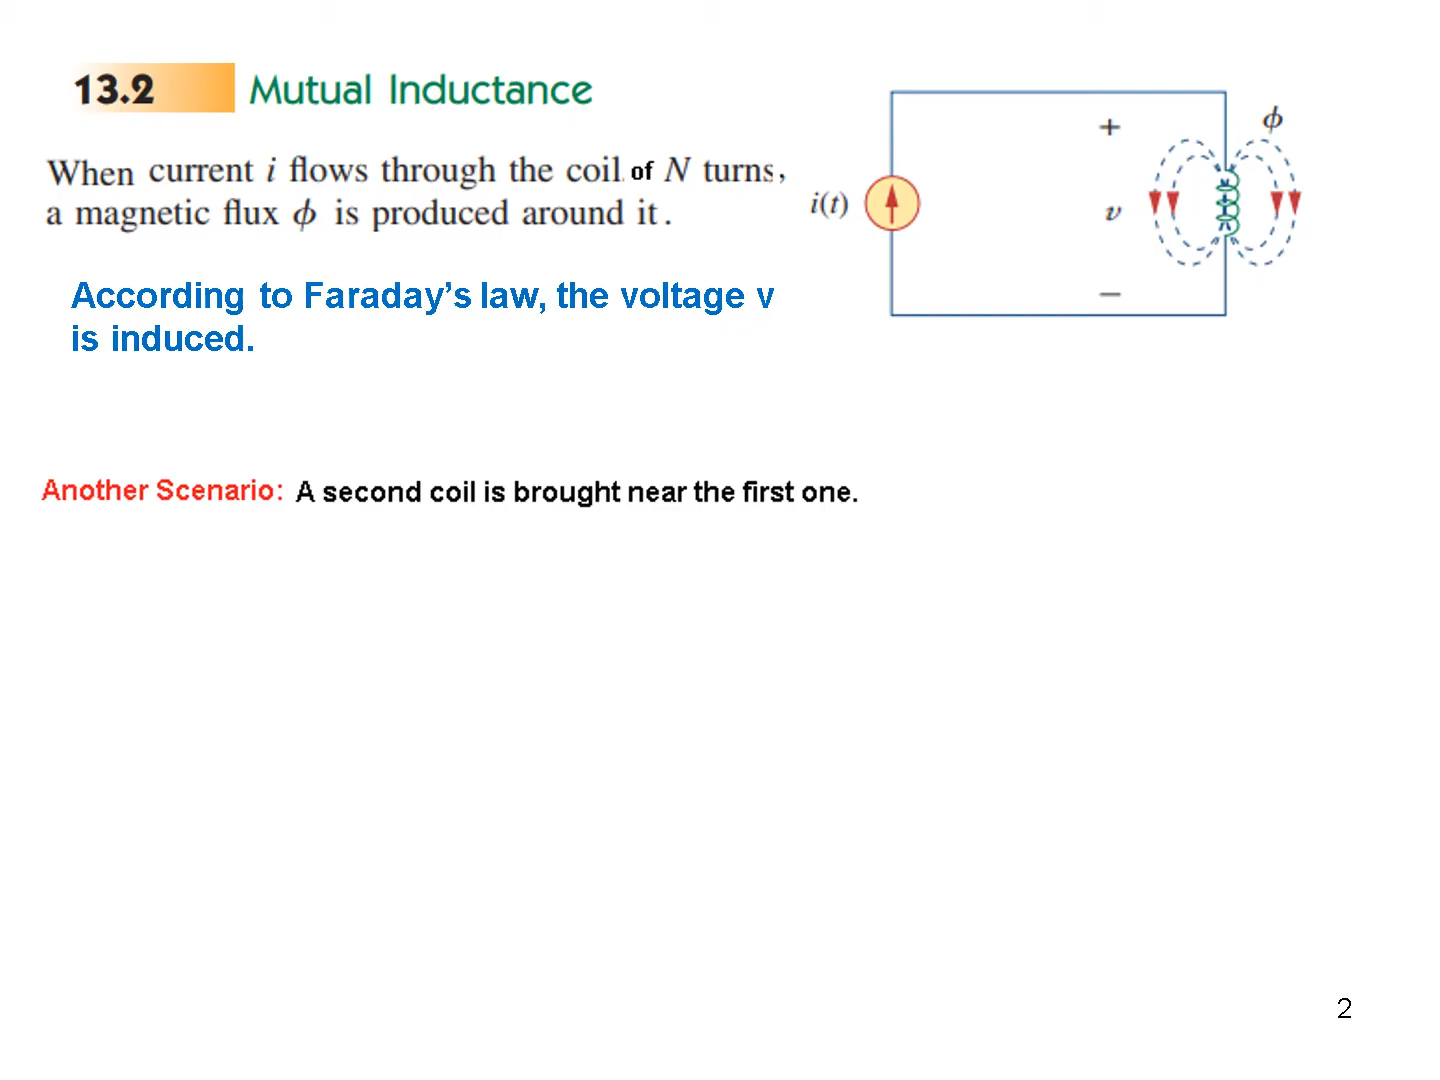 13.2 Mutual Inductance
When current i flows through the coil of N turns,
a magnetic flux ϕ is produced around it.
According to Faraday’s law, the voltage v
is induced.
i(t)
+
v
−
ϕ
Another Scenario: A second coil is brought near the first one.
2